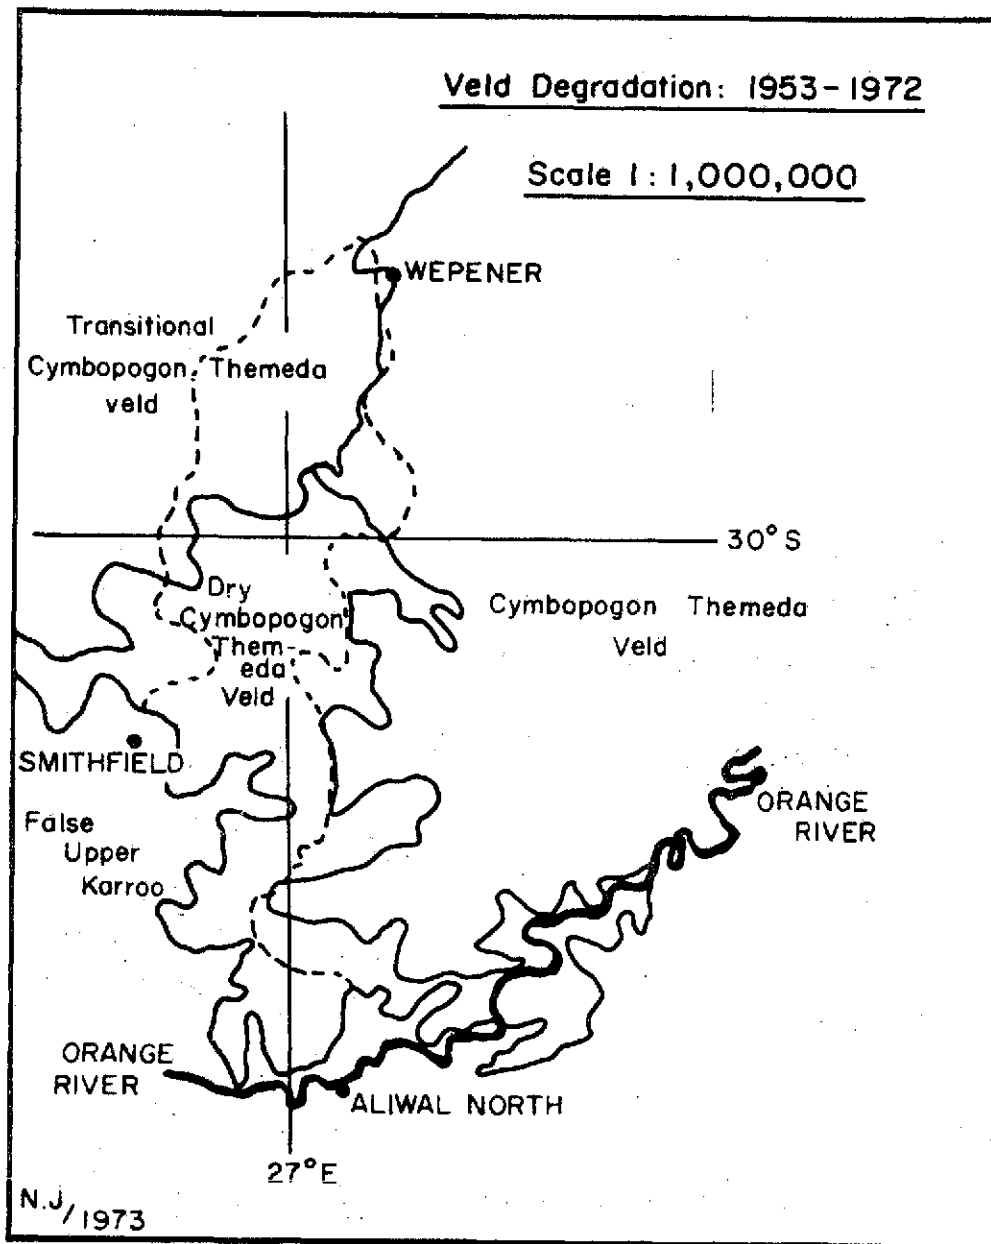 Veld Degradation: 1953-1972
Scale 1: 1,000,000
WEPENER
Transitional
Cymbopogon Themeda
veld
30° S
Dry
Cymbopogon
Them-
eda
Veld
Cymbopogon Themeda
Veld
SMITHFIELD
ORANGE
RIVER
False
Upper
Karroo
ORANGE
RIVER
ALIWAL NORTH
27° E
N.J/1973